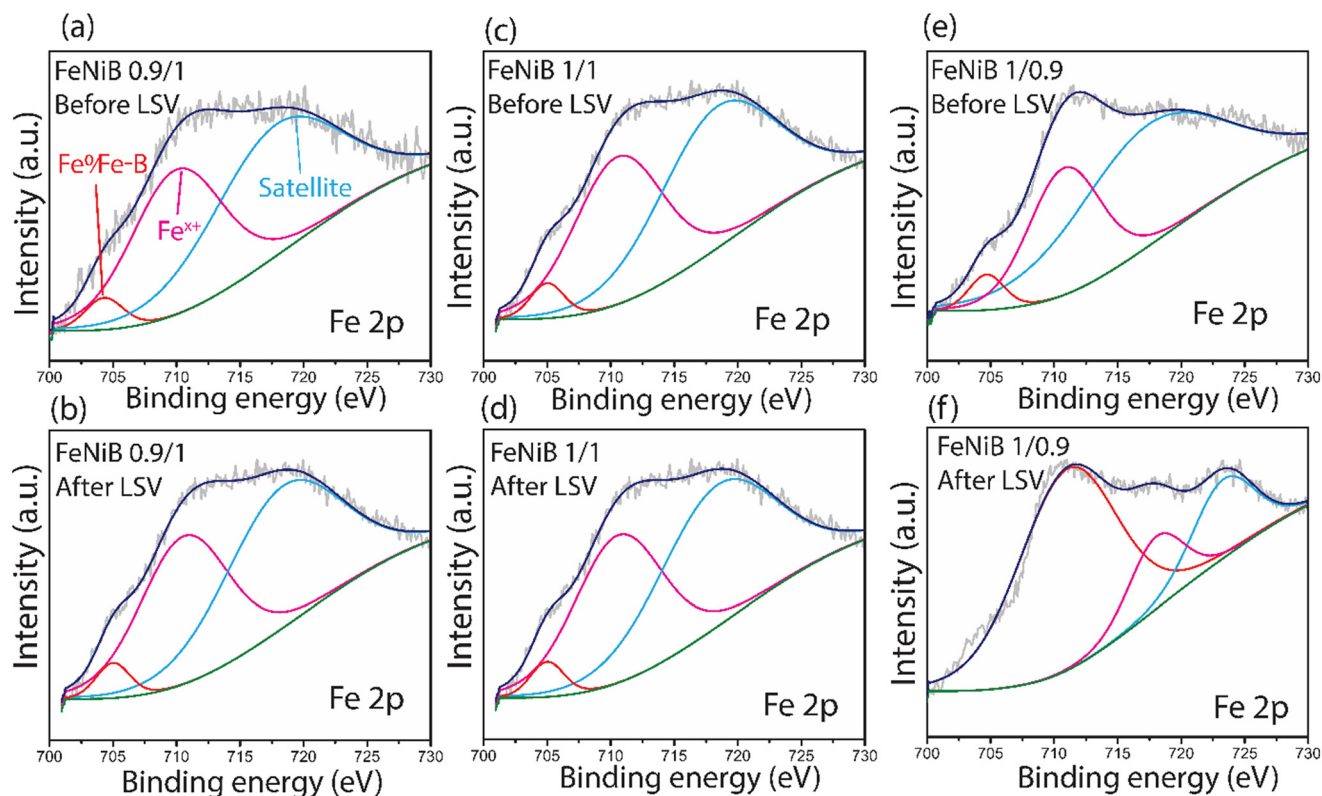 (a)
FeNiB 0.9/1
Before LSV
Fe⁰/Fe-B
Feˣ⁺
Satellite
Fe 2p
Intensity (a.u.)
700 705 710 715 720 725 730
Binding energy (eV)
(c)
FeNiB 1/1
Before LSV
Fe 2p
Intensity (a.u.)
700 705 710 715 720 725 730
Binding energy (eV)
(e)
FeNiB 1/0.9
Before LSV
Fe 2p
Intensity (a.u.)
700 705 710 715 720 725 730
Binding energy (eV)
(b)
FeNiB 0.9/1
After LSV
Fe 2p
Intensity (a.u.)
700 705 710 715 720 725 730
Binding energy (eV)
(d)
FeNiB 1/1
After LSV
Fe 2p
Intensity (a.u.)
700 705 710 715 720 725 730
Binding energy (eV)
(f)
FeNiB 1/0.9
After LSV
Fe 2p
Intensity (a.u.)
700 705 710 715 720 725 730
Binding energy (eV)